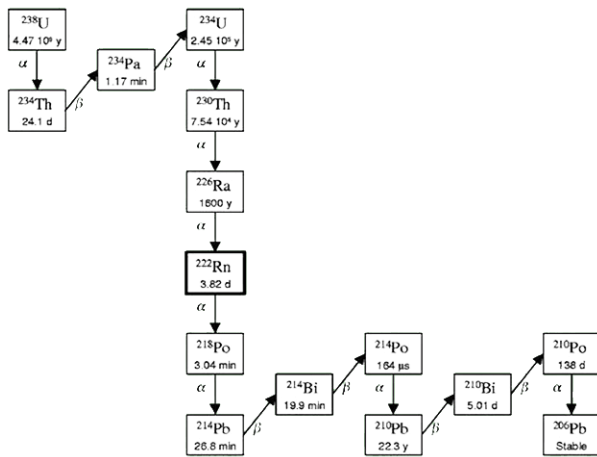 ²³⁸U
4.47 10⁹ y
α
²³⁴Th
24.1 d
β
²³⁴Pa
1.17 min
β
²³⁴U
2.45 10⁵ y
α
²³⁰Th
7.54 10⁴ y
α
²²⁶Ra
1600 y
α
²²²Rn
3.82 d
α
²¹⁸Po
3.04 min
α
²¹⁴Pb
26.8 min
β
²¹⁴Bi
19.9 min
β
²¹⁴Po
164 µs
α
²¹⁰Pb
22.3 y
β
²¹⁰Bi
5.01 d
β
²¹⁰Po
138 d
α
²⁰⁶Pb
Stable